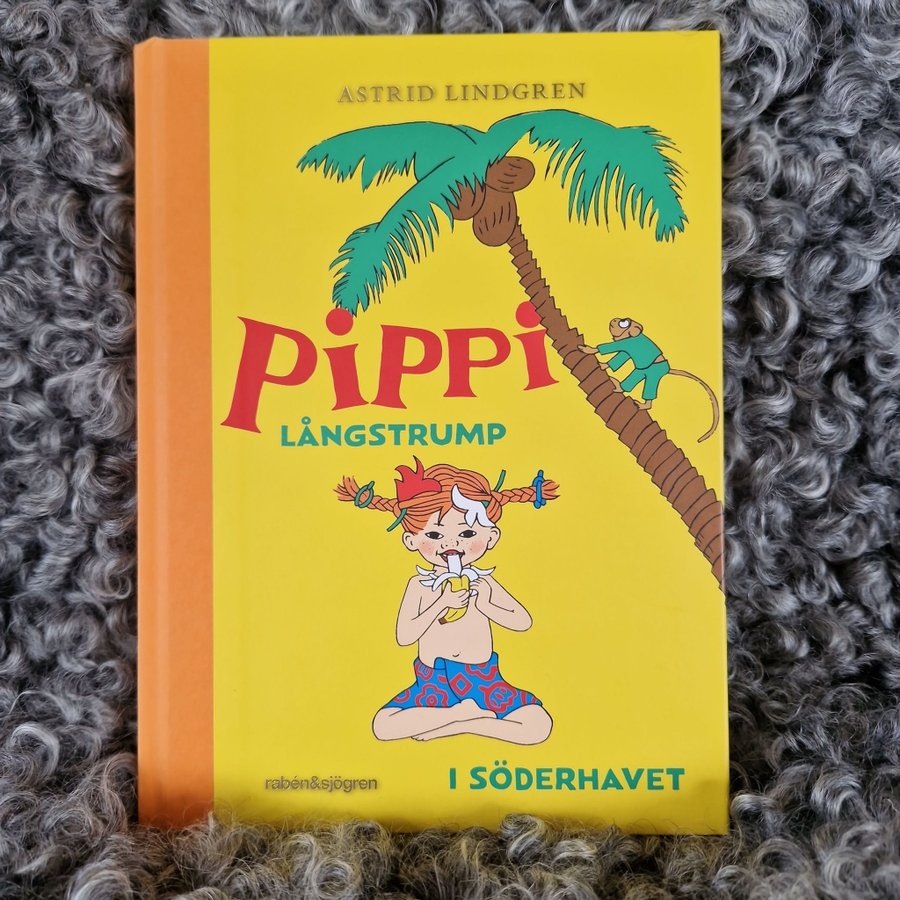 ASTRID LINDGREN
PiPPi
LÅNGSTRUMP
I SÖDERHAVET
rabén&sjögren